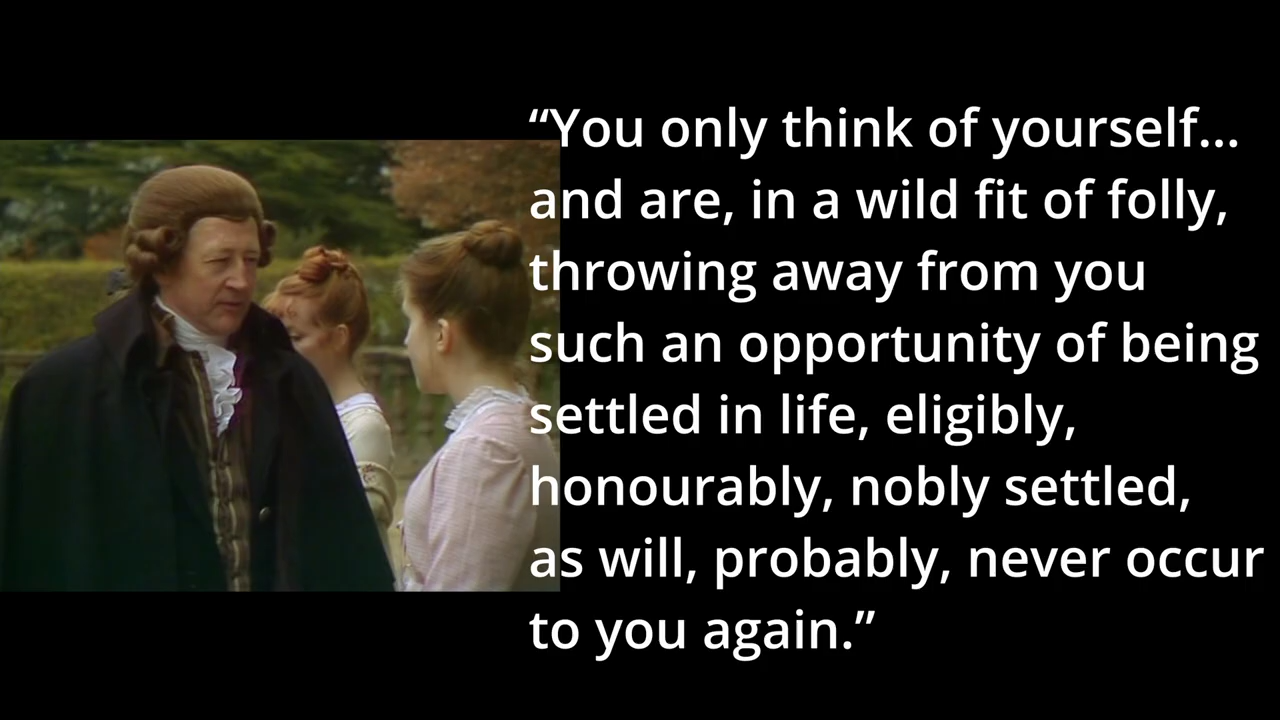 “You only think of yourself...
and are, in a wild fit of folly,
throwing away from you
such an opportunity of being
settled in life, eligibly,
honourably, nobly settled,
as will, probably, never occur
to you again.”